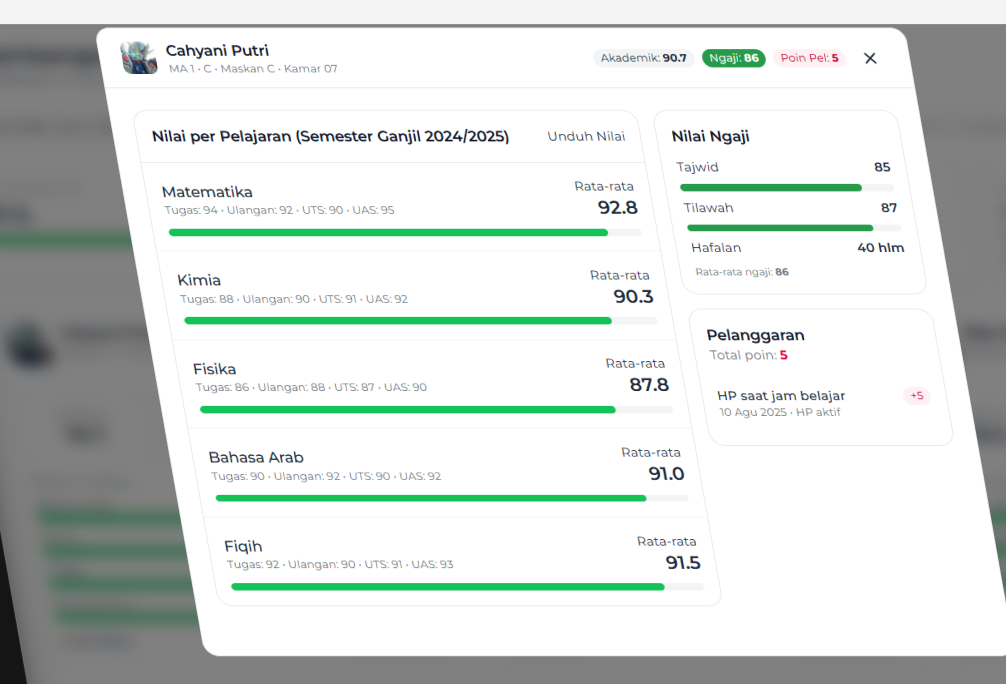 Cahyani Putri
MA 1 • C • Maskan C • Kamar 07
Akademik: 90.7
Ngaji: 86
Poin Pel: 5
Nilai per Pelajaran (Semester Ganjil 2024/2025)
Unduh Nilai
Matematika
Tugas: 94 • Ulangan: 92 • UTS: 90 • UAS: 95
Rata-rata
92.8
Kimia
Tugas: 88 • Ulangan: 90 • UTS: 91 • UAS: 92
Rata-rata
90.3
Fisika
Tugas: 86 • Ulangan: 88 • UTS: 87 • UAS: 90
Rata-rata
87.8
Bahasa Arab
Tugas: 90 • Ulangan: 92 • UTS: 90 • UAS: 92
Rata-rata
91.0
Fiqih
Tugas: 92 • Ulangan: 90 • UTS: 91 • UAS: 93
Rata-rata
91.5
Nilai Ngaji
Tajwid 85
Tilawah 87
Hafalan 40 hlm
Rata-rata ngaji: 86
Pelanggaran
Total poin: 5
HP saat jam belajar
+5
10 Agu 2025 • HP aktif